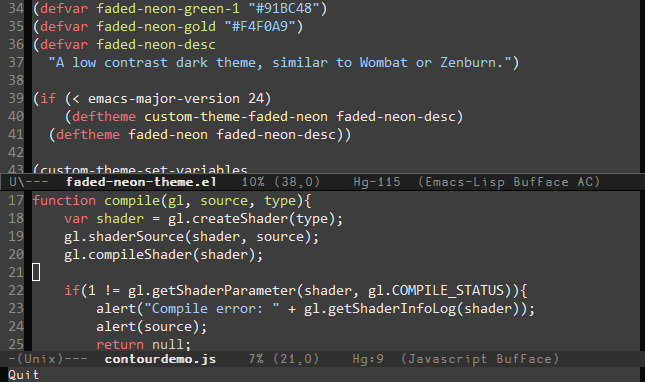 34 (defvar faded-neon-green-1 "#91BC48")
35 (defvar faded-neon-gold "#F4F0A9")
36 (defvar faded-neon-desc
37   "A low contrast dark theme, similar to Wombat or Zenburn.")
38
39 (if (< emacs-major-version 24)
40     (deftheme custom-theme-faded-neon faded-neon-desc)
41   (deftheme faded-neon faded-neon-desc))
42
43 (custom-theme-set-variables
U\--- faded-neon-theme.el 10% (38,0) Hg-115 (Emacs-Lisp BufFace AC)
17 function compile(gl, source, type){
18     var shader = gl.createShader(type);
19     gl.shaderSource(shader, source);
20     gl.compileShader(shader);
21
22     if(1 != gl.getShaderParameter(shader, gl.COMPILE_STATUS)){
23         alert("Compile error: " + gl.getShaderInfoLog(shader));
24         alert(source);
25         return null;
-(Unix)--- contourdemo.js 7% (21,0) Hg:9 (Javascript BufFace)
Quit